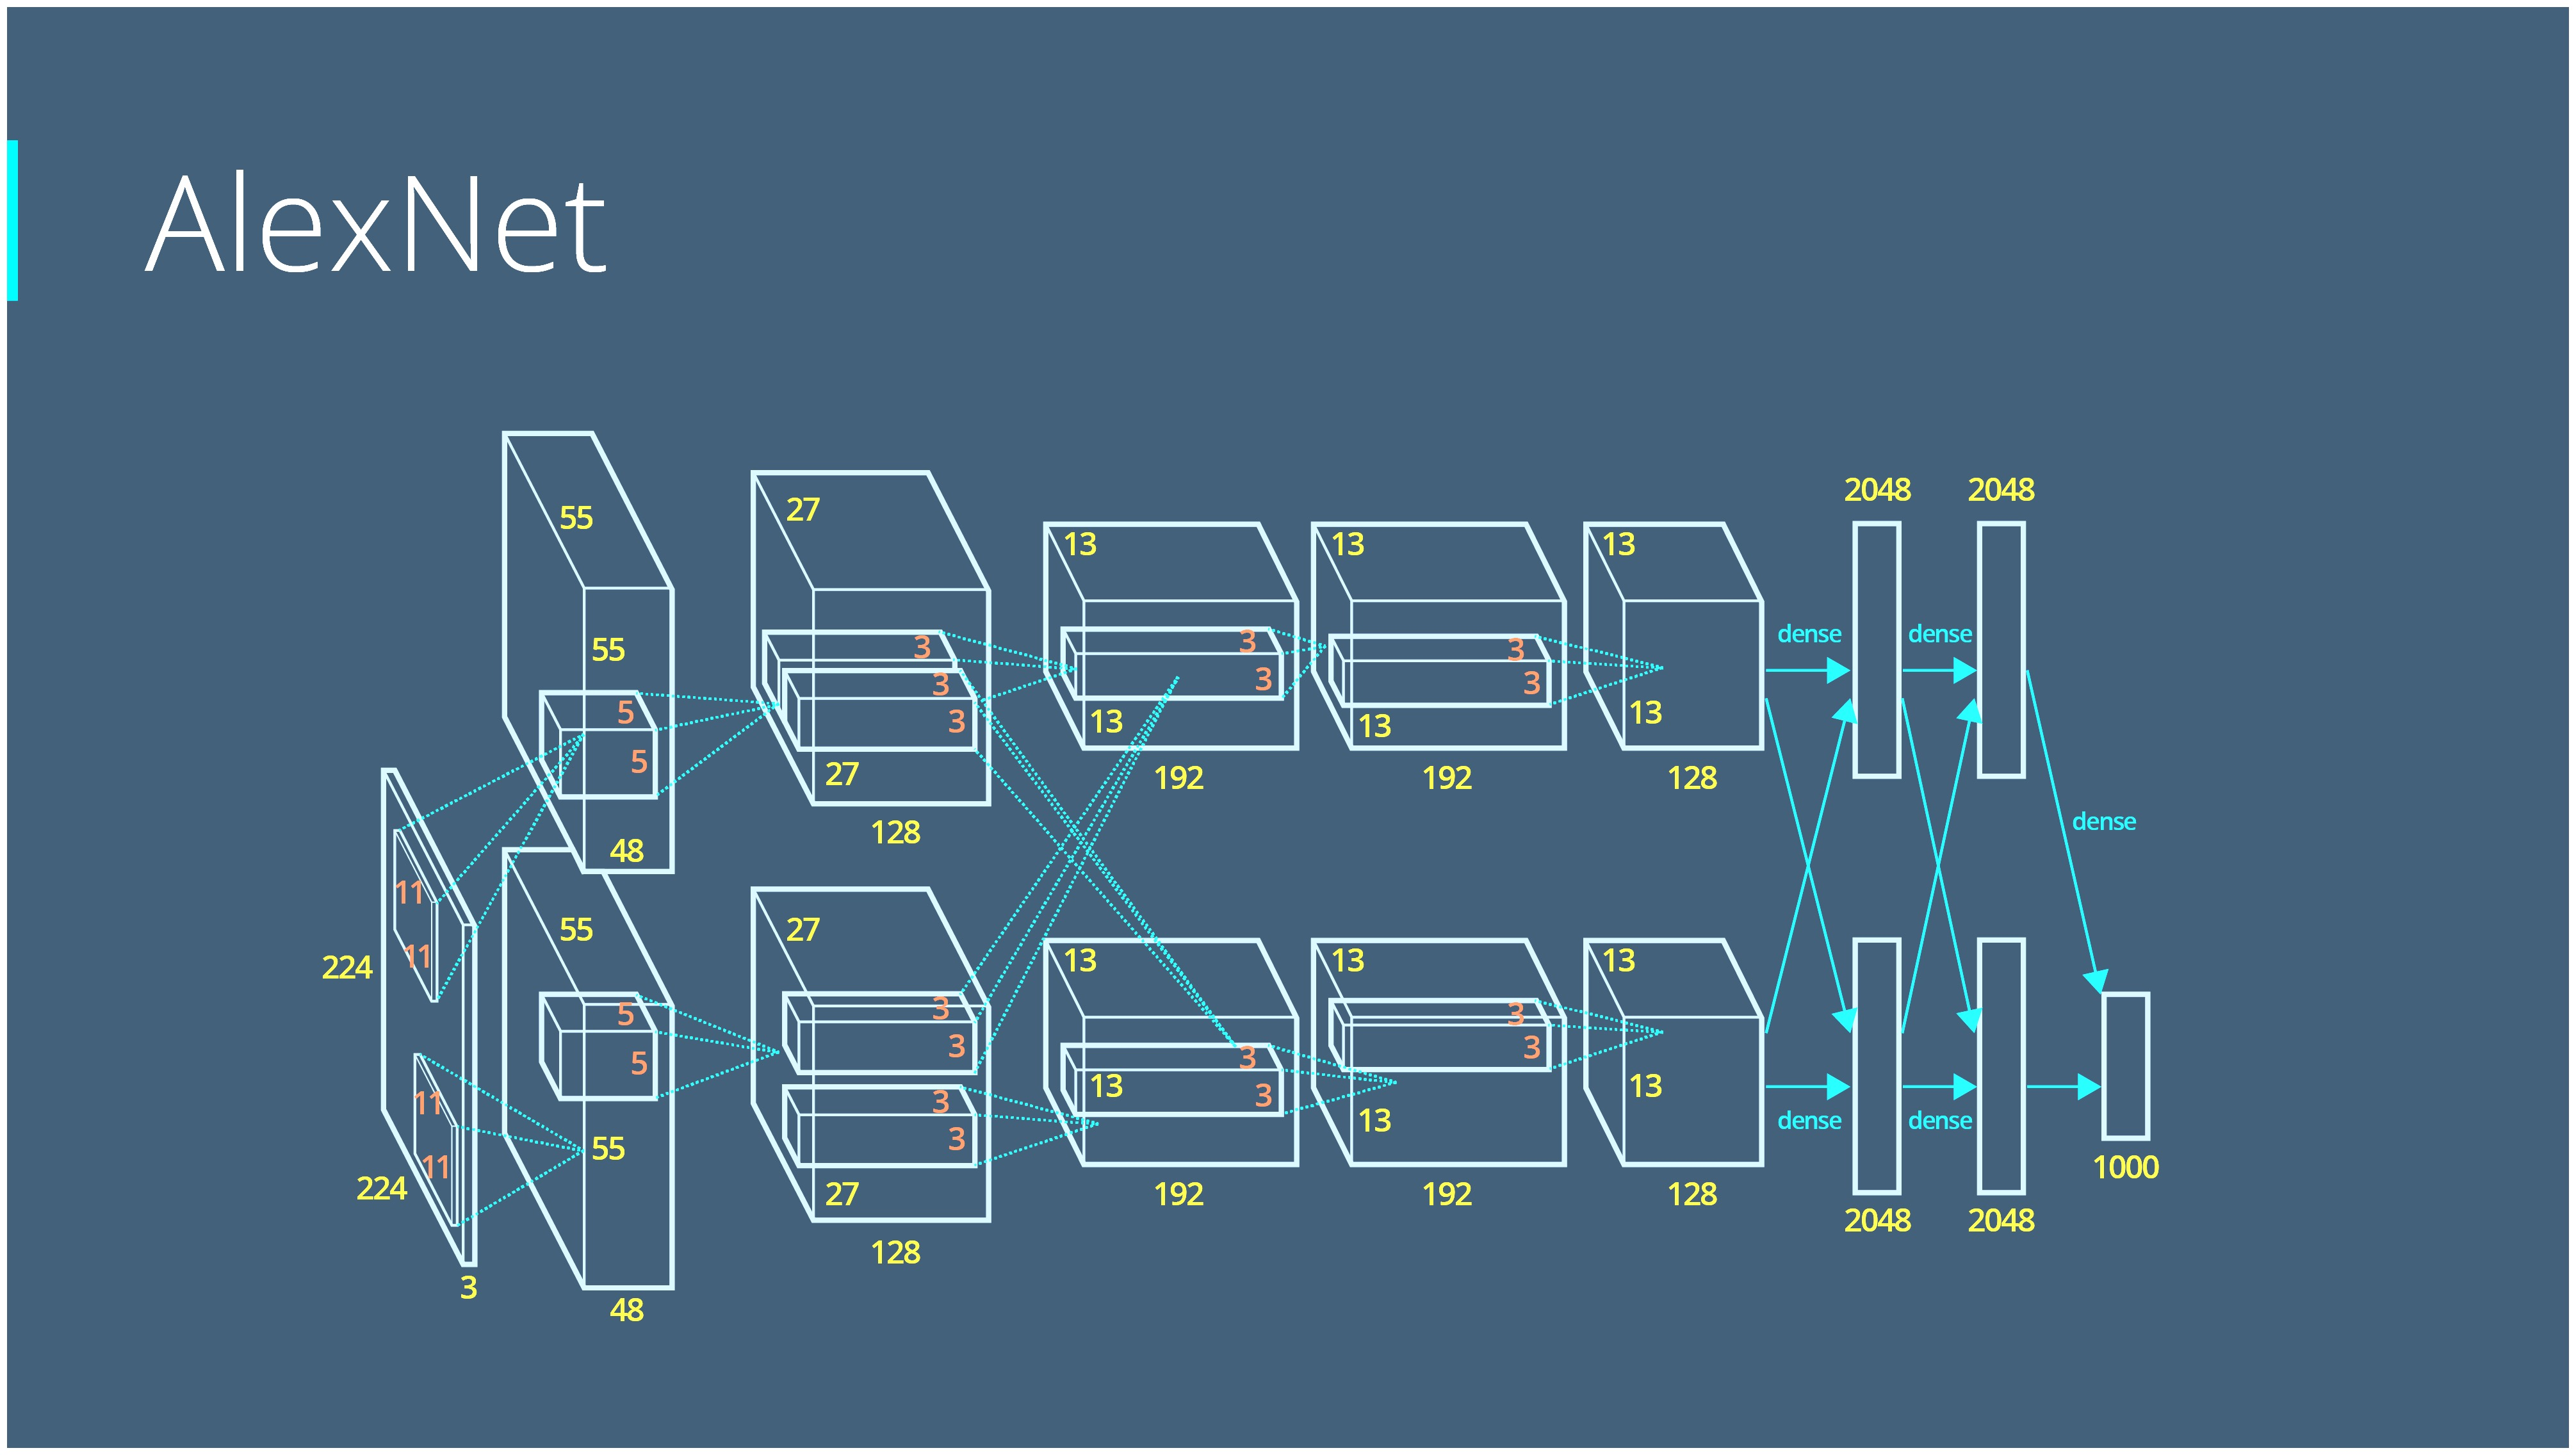 AlexNet
2048 2048
55 27 13 13 13
55 3 3 3 dense dense
5 3 3 3 3
5 3 13 13 13
27 192 192 128
48 128 dense
11 55 27 13 13 13
11
224 5 3 3
5 3 13 3 3 13
11 3 13 dense dense
11 55 3
224 27 192 192 128 1000
3 48 128 2048 2048